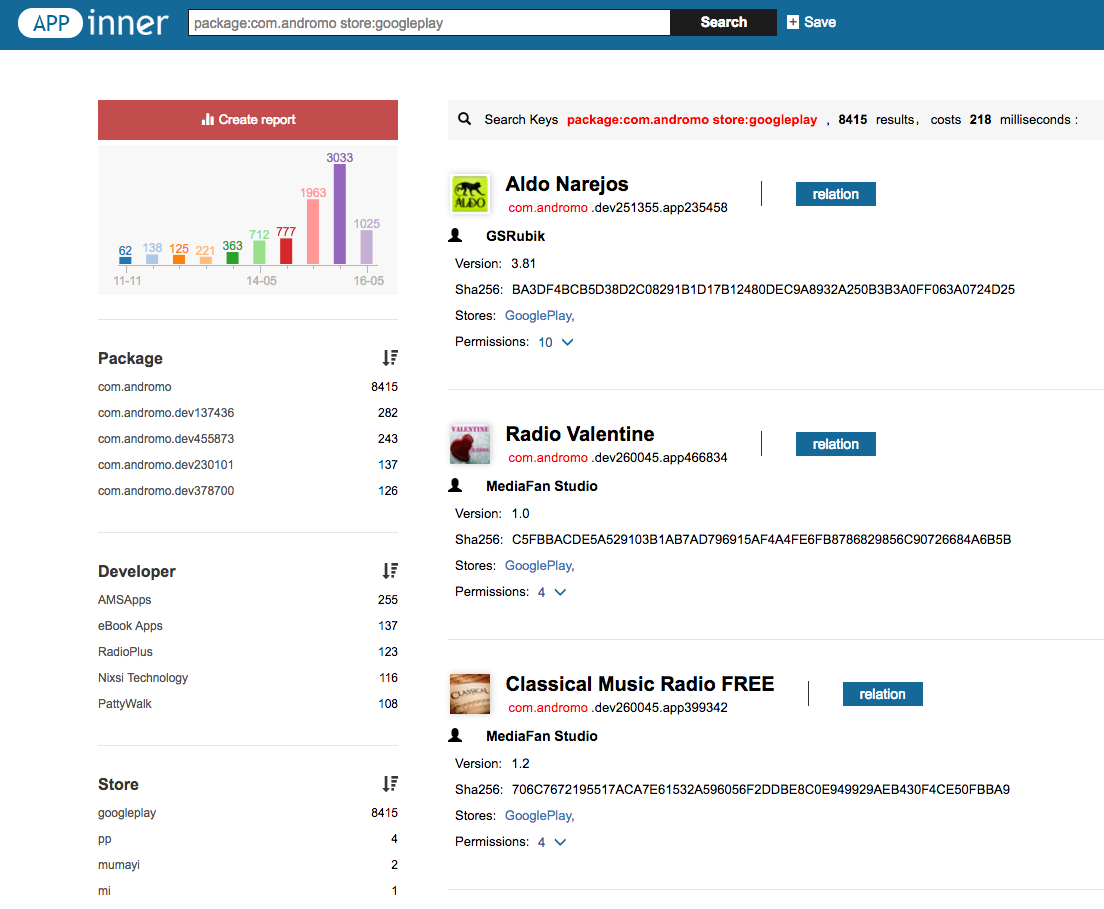 APP inner
package:com.andromo store:googleplay
Search
Save
Create report
3033
1963
1025
777
712
363
221
125
138
62
11-11 14-05 16-05
Package
com.andromo 8415
com.andromo.dev137436 282
com.andromo.dev455873 243
com.andromo.dev230101 137
com.andromo.dev378700 126
Developer
AMSApps 255
eBook Apps 137
RadioPlus 123
Nixsi Technology 116
PattyWalk 108
Store
googleplay 8415
pp 4
mumayi 2
mi 1
Search Keys package:com.andromo store:googleplay , 8415 results, costs 218 milliseconds :
ALDO
Aldo Narejos
relation
com.andromo .dev251355.app235458
GSRubik
Version: 3.81
Sha256: BA3DF4BCB5D38D2C08291B1D17B12480DEC9A8932A250B3B3A0FF063A0724D25
Stores: GooglePlay,
Permissions: 10
VALENTINE
RADIO
Radio Valentine
relation
com.andromo .dev260045.app466834
MediaFan Studio
Version: 1.0
Sha256: C5FBBACDE5A529103B1AB7AD796915AF4A4FE6FB8786829856C90726684A6B5B
Stores: GooglePlay,
Permissions: 4
CLASSICAL
Classical Music Radio FREE
relation
com.andromo .dev260045.app399342
MediaFan Studio
Version: 1.2
Sha256: 706C7672195517ACA7E61532A596056F2DDBE8C0E949929AEB430F4CE50FBBA9
Stores: GooglePlay,
Permissions: 4